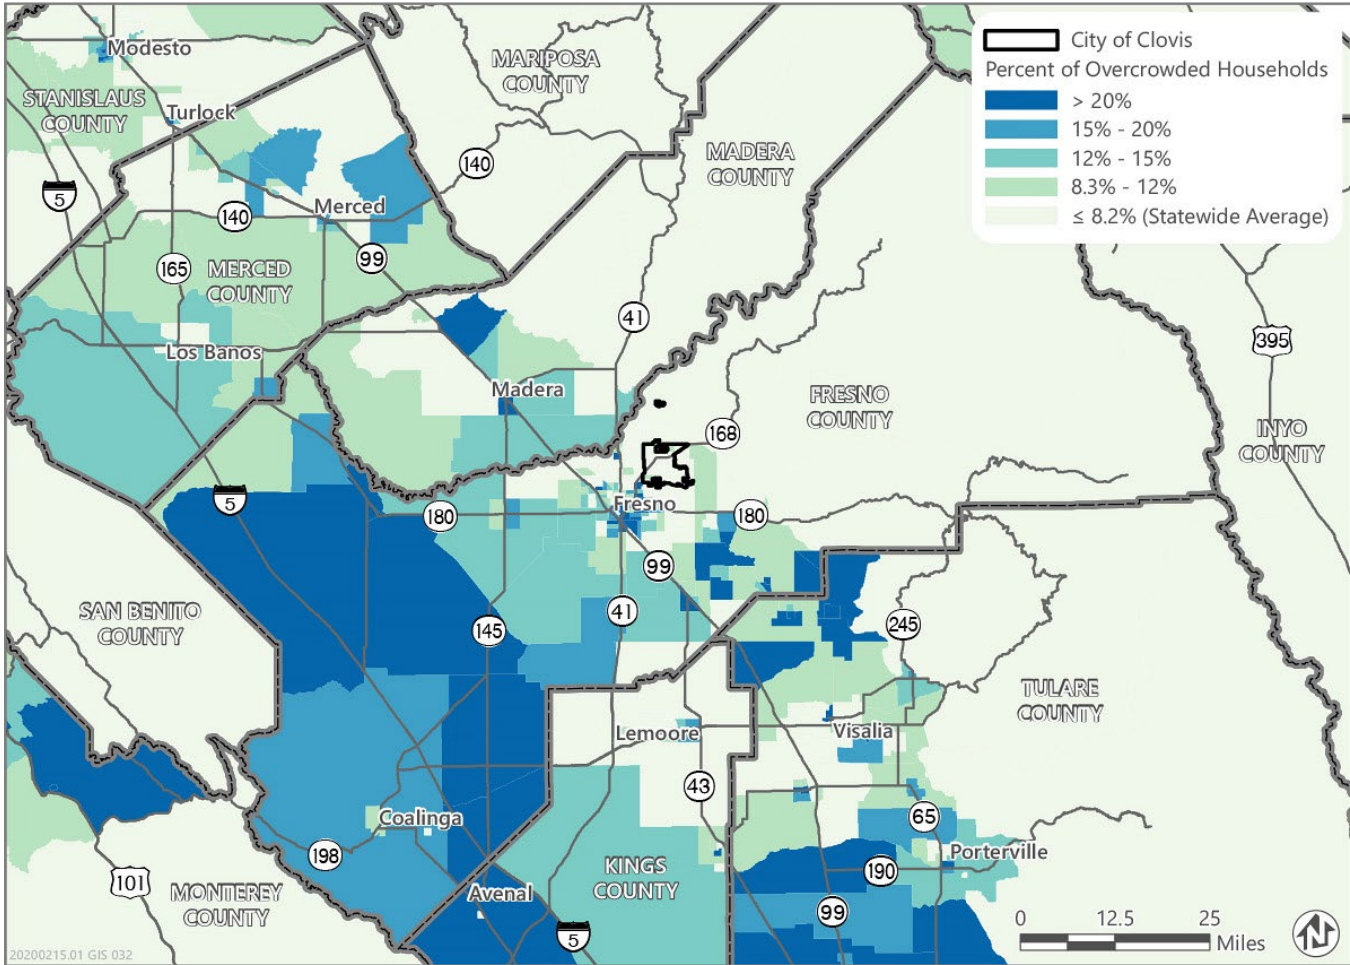 City of Clovis
Percent of Overcrowded Households
> 20%
15% - 20%
12% - 15%
8.3% - 12%
≤ 8.2% (Statewide Average)
Modesto
MARIPOSA
COUNTY
STANISLAUS
COUNTY
Turlock
MADERA
COUNTY
140
5
Merced
140
165
99
MERCED
COUNTY
41
395
Los Banos
Madera
FRESNO
COUNTY
168
INYO
COUNTY
5
180
Fresno
180
99
SAN BENITO
COUNTY
145
41
245
TULARE
COUNTY
Lemoore
Visalia
43
Coalinga
65
198
Porterville
KINGS
COUNTY
190
101
MONTEREY
COUNTY
Avenal
99
5
0 12.5 25
Miles
N
20200215.01 GIS 032